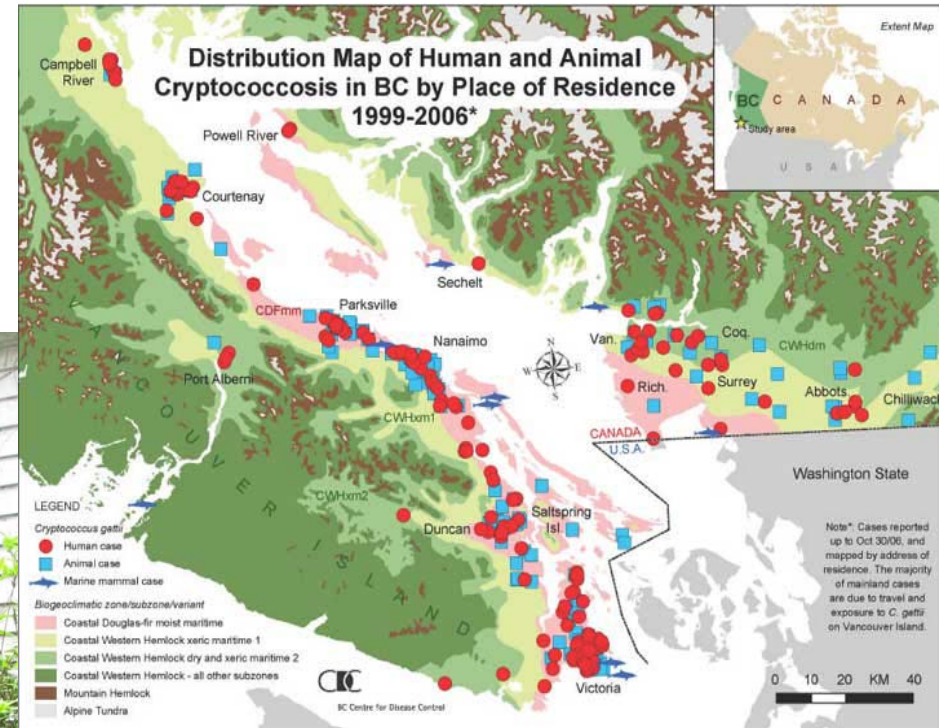 Distribution Map of Human and Animal
Cryptococcosis in BC by Place of Residence
1999-2006*
Extent Map
BC C A N A D A
Study area
U S A
Campbell
River
Powell River
Courtenay
Sechelt
CDFmm
Parksville
Nanaimo
Port Alberni
N
W E
S
Van.
Coq.
CWHdm
Rich.
Surrey
Abbots.
Chilliwack
CANADA
U.S.A.
Washington State
CWHxm1
CWHxm2
Duncan
Saltspring
Isl
Victoria
V A N C O U V E R I S L A N D
LEGEND
Cryptococcus gattii
Human case
Animal case
Marine mammal case
Biogeoclimatic zone/subzone/variant
Coastal Douglas-fir moist maritime
Coastal Western Hemlock xeric maritime 1
Coastal Western Hemlock dry and xeric maritime 2
Coastal Western Hemlock - all other subzones
Mountain Hemlock
Alpine Tundra
CDC
BC Centre for Disease Control
Note*: Cases reported
up to Oct 30/06, and
mapped by address of
residence. The majority
of mainland cases
are due to travel and
exposure to C. gattii
on Vancouver Island.
0 10 20 KM 40